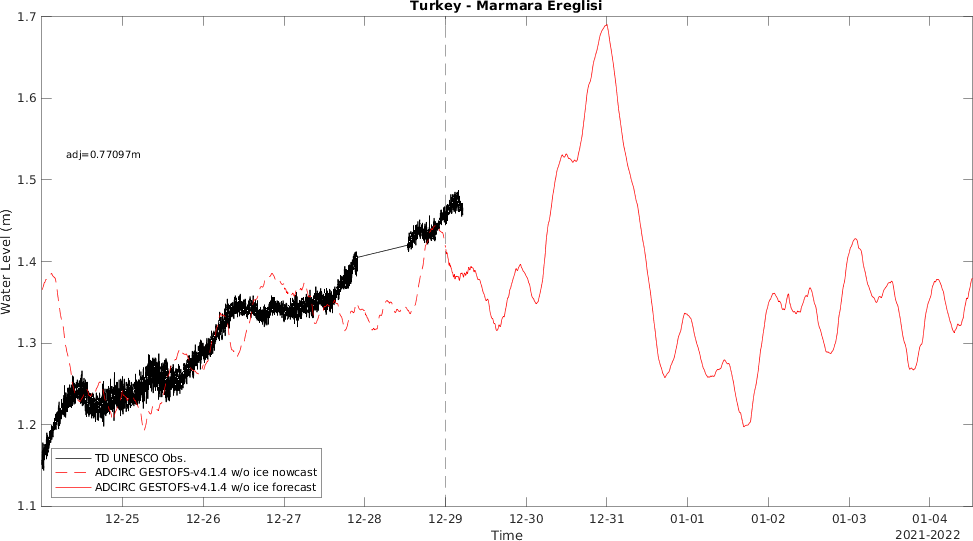 Turkey - Marmara Ereglisi
1.7
1.6
1.5
1.4
1.3
1.2
1.1
Water Level (m)
adj=0.77097m
TD UNESCO Obs.
ADCIRC GESTOFS-v4.1.4 w/o ice nowcast
ADCIRC GESTOFS-v4.1.4 w/o ice forecast
12-25 12-26 12-27 12-28 12-29 12-30 12-31 01-01 01-02 01-03 01-04
Time
2021-2022